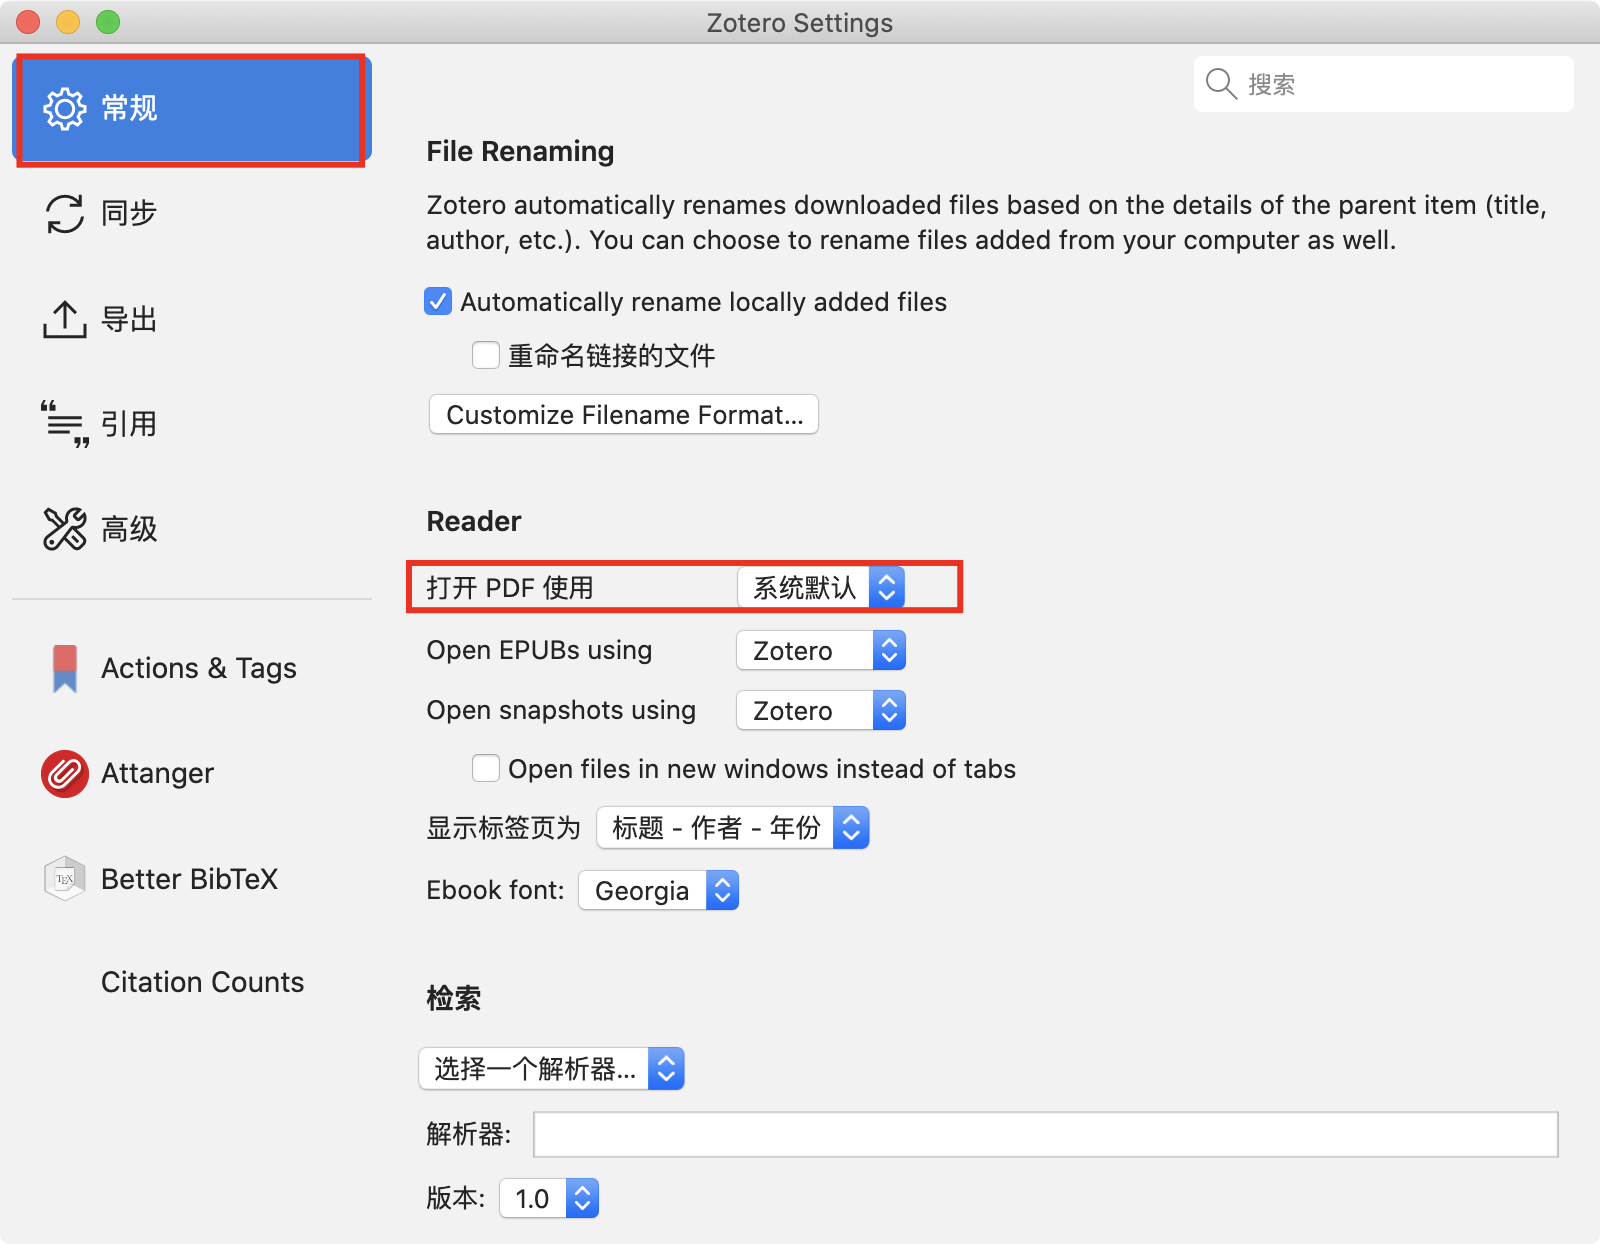 Zotero Settings
常规
同步
导出
引用
高级
Actions & Tags
Attanger
TEX
Better BibTeX
Citation Counts
搜索
File Renaming
Zotero automatically renames downloaded files based on the details of the parent item (title,
author, etc.). You can choose to rename files added from your computer as well.
Automatically rename locally added files
重命名链接的文件
Customize Filename Format...
Reader
打开 PDF 使用 系统默认
Open EPUBs using Zotero
Open snapshots using Zotero
Open files in new windows instead of tabs
显示标签页为 标题 - 作者 - 年份
Ebook font: Georgia
检索
选择一个解析器...
解析器:
版本: 1.0